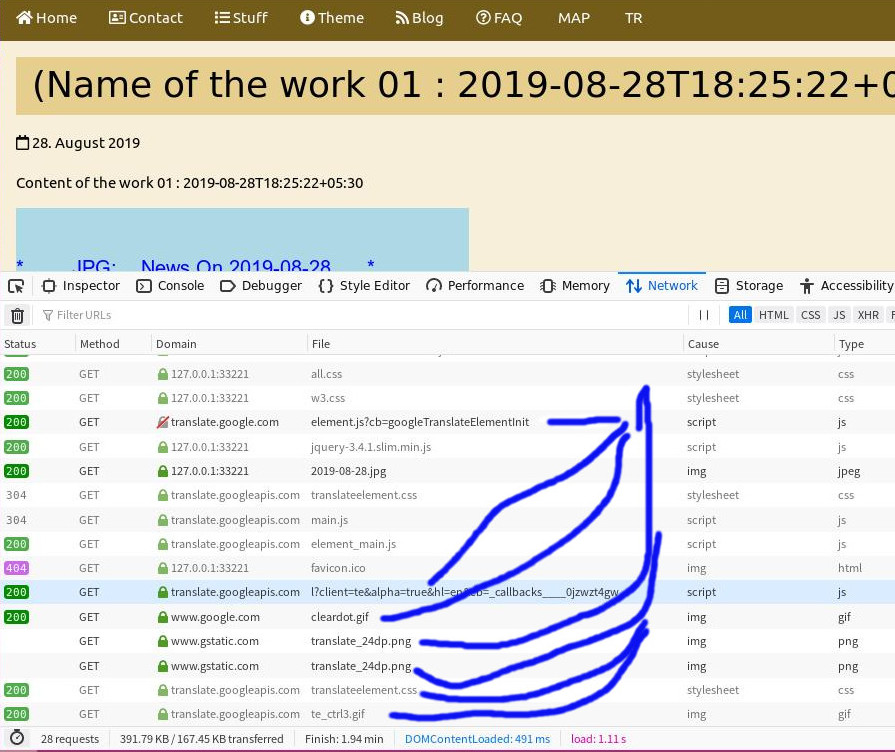 Home Contact Stuff Theme Blog FAQ MAP TR
(Name of the work 01 : 2019-08-28T18:25:22+0
28. August 2019
Content of the work 01 : 2019-08-28T18:25:22+05:30
* JPG: News On 2019-08-28 *
Inspector Console Debugger Style Editor Performance Memory Network Storage Accessibility
Filter URLs All HTML CSS JS XHR F
Status Method Domain File Cause Type
200 GET 127.0.0.1:33221 all.css stylesheet css
200 GET 127.0.0.1:33221 w3.css stylesheet css
200 GET translate.google.com element.js?cb=googleTranslateElementInit script js
200 GET 127.0.0.1:33221 jquery-3.4.1.slim.min.js script js
200 GET 127.0.0.1:33221 2019-08-28.jpg img jpeg
304 GET translate.googleapis.com translateelement.css stylesheet css
304 GET translate.googleapis.com main.js script js
200 GET translate.googleapis.com element_main.js script js
404 GET 127.0.0.1:33221 favicon.ico img html
200 GET translate.googleapis.com l?client=te&alpha=true&hl=en&cb=_callbacks____0jzwzt4gw script js
200 GET www.google.com cleardot.gif img gif
GET www.gstatic.com translate_24dp.png img png
GET www.gstatic.com translate_24dp.png img png
200 GET translate.googleapis.com translateelement.css stylesheet css
200 GET translate.googleapis.com te_ctrl3.gif img gif
28 requests 391.79 KB / 167.45 KB transferred Finish: 1.94 min DOMContentLoaded: 491 ms load: 1.11 s